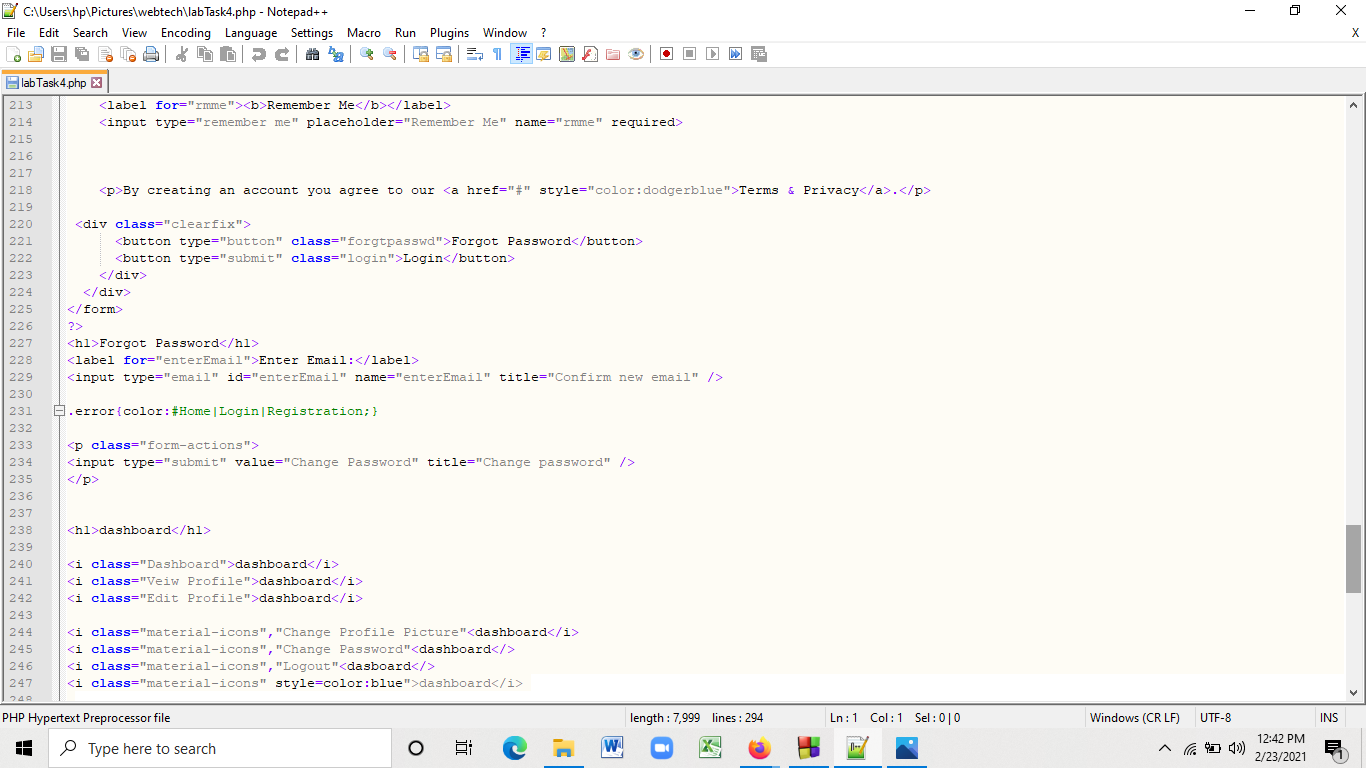 C:\Users\hp\Pictures\webtech\labTask4.php - Notepad++
File Edit Search View Encoding Language Settings Macro Run Plugins Window ? X
labTask4.php
213 <label for="rmme"><b>Remember Me</b></label>
214 <input type="remember me" placeholder="Remember Me" name="rmme" required>
215
216
217
218 <p>By creating an account you agree to our <a href="#" style="color:dodgerblue">Terms & Privacy</a>.</p>
219
220 <div class="clearfix">
221 <button type="button" class="forgtpasswd">Forgot Password</button>
222 <button type="submit" class="login">Login</button>
223 </div>
224 </div>
225 </form>
226 ?>
227 <h1>Forgot Password</h1>
228 <label for="enterEmail">Enter Email:</label>
229 <input type="email" id="enterEmail" name="enterEmail" title="Confirm new email" />
230
231 .error{color:#Home|Login|Registration;}
232
233 <p class="form-actions">
234 <input type="submit" value="Change Password" title="Change password" />
235 </p>
236
237
238 <h1>dashboard</h1>
239
240 <i class="Dashboard">dashboard</i>
241 <i class="Veiw Profile">dashboard</i>
242 <i class="Edit Profile">dashboard</i>
243
244 <i class="material-icons","Change Profile Picture"<dashboard</i>
245 <i class="material-icons","Change Password"<dashboard</>
246 <i class="material-icons","Logout"<dasboard</>
247 <i class="material-icons" style=color:blue">dashboard</i>
248
PHP Hypertext Preprocessor file length : 7,999 lines : 294 Ln : 1 Col : 1 Sel : 0 | 0 Windows (CR LF) UTF-8 INS
Type here to search
12:42 PM
2/23/2021
1